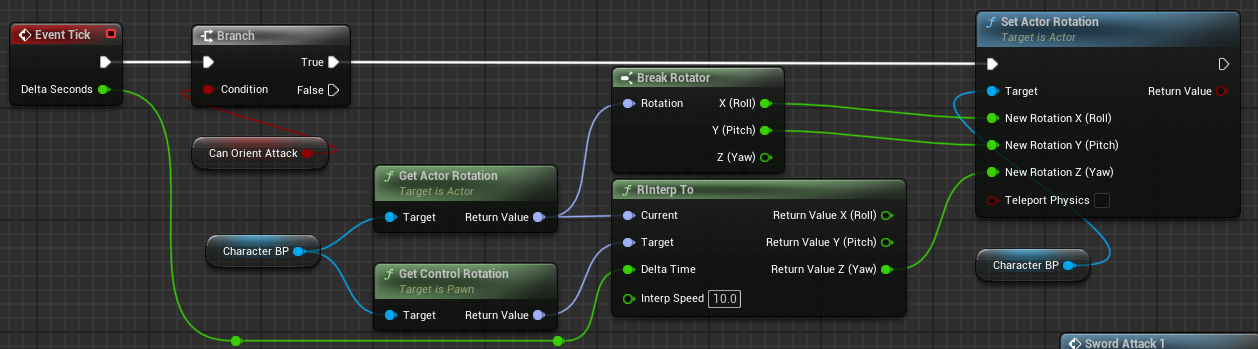 Event Tick
Delta Seconds
Branch
True
Condition
False
Can Orient Attack
Character BP
Get Actor Rotation
Target is Actor
Target
Return Value
Get Control Rotation
Target is Pawn
Target
Return Value
Break Rotator
Rotation
X (Roll)
Y (Pitch)
Z (Yaw)
RInterp To
Current
Return Value X (Roll)
Target
Return Value Y (Pitch)
Delta Time
Return Value Z (Yaw)
Interp Speed 10.0
Set Actor Rotation
Target is Actor
Target
Return Value
New Rotation X (Roll)
New Rotation Y (Pitch)
New Rotation Z (Yaw)
Teleport Physics
Character BP
Sword Attack 1